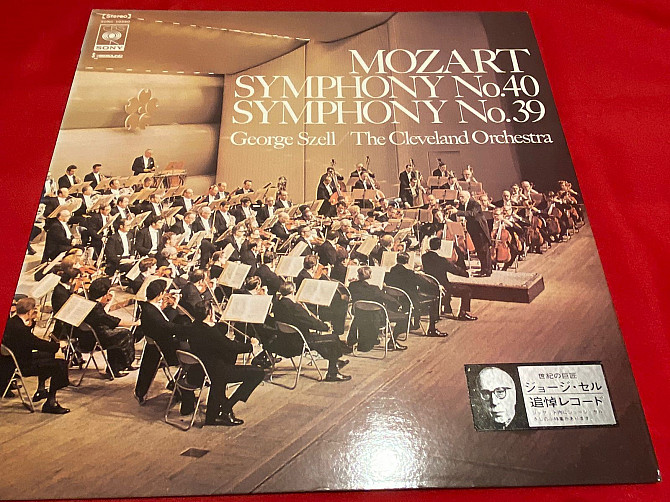 Stereo
CBS
SONY
MOZART
SYMPHONY No.40
SYMPHONY No.39
George Szell / The Cleveland Orchestra
世紀の巨匠
ジョージ・セル
追悼レコード